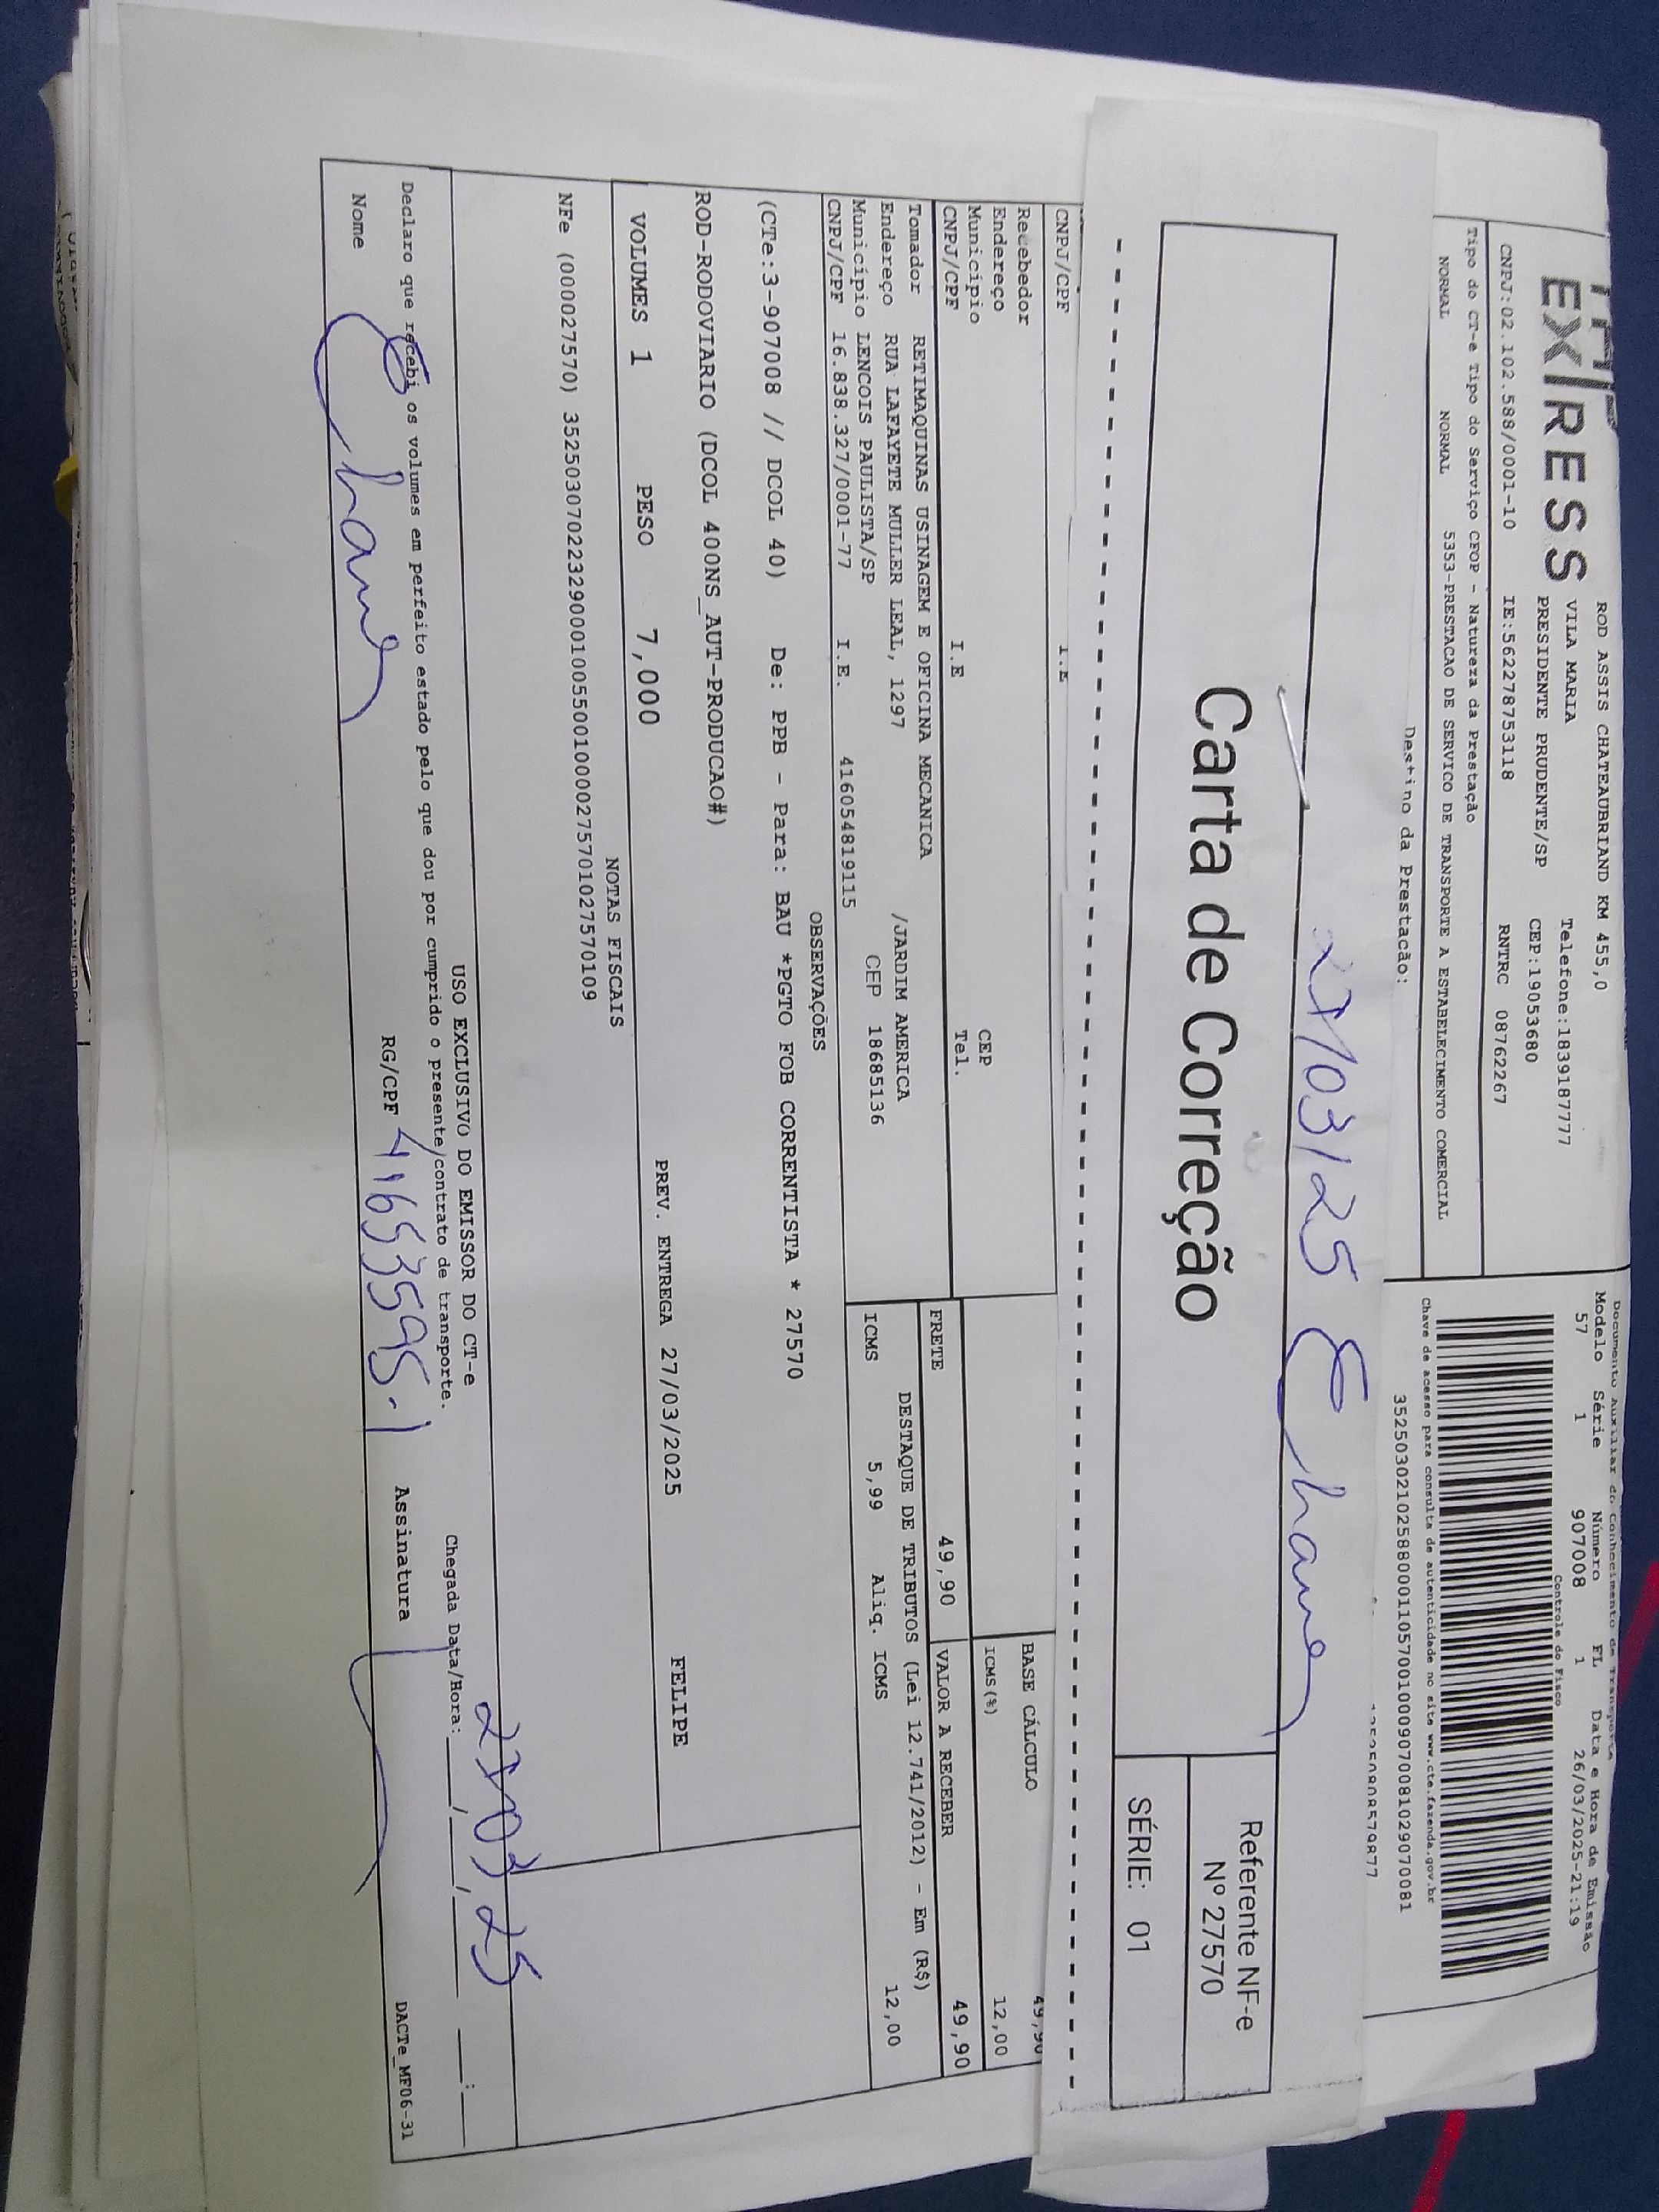 EXPRESS
ROD ASSIS CHATEAUBRIAND KM 455,0
VILA MARIA Telefone:1839187777
PRESIDENTE PRUDENTE/SP CEP:19053680
CNPJ:02.102.588/0001-10 IE:562278753118 RNTRC 08762267
Tipo do CT-e Tipo do Serviço CFOP - Natureza da Prestação
NORMAL NORMAL 5353-PRESTACAO DE SERVICO DE TRANSPORTE A ESTABELECIMENTO COMERCIAL
Destino da Prestação:
Documento Auxiliar do Conhecimento de Transporte
Modelo Série Número FL Data e Hora de Emissão
57 1 907008 1 26/03/2025-21:19
Controle do Fisco
Chave de acesso para consulta de autenticidade no site www.cte.fazenda.gov.br
35250302102588000110570010009070081029070081
27/03/25 Eliane
Carta de Correção
Referente NF-e
Nº 27570
SÉRIE: 01
CNPJ/CPF I.E
Recebedor
Endereço
Município CEP
CNPJ/CPF I.E Tel.
BASE CÁLCULO 49,90
ICMS(%) 12,00
FRETE 49,90 VALOR A RECEBER 49,90
Tomador RETIMAQUINAS USINAGEM E OFICINA MECANICA
Endereço RUA LAFAYETE MULLER LEAL, 1297 /JARDIM AMERICA
Município LENCOIS PAULISTA/SP CEP 18685136
CNPJ/CPF 16.838.327/0001-77 I.E. 416054819115
DESTAQUE DE TRIBUTOS (Lei 12.741/2012) - Em (R$)
ICMS 5,99 Aliq. ICMS 12,00
OBSERVAÇÕES
(CTe:3-907008 // DCOL 40) De: PPB - Para: BAU *PGTO FOB CORRENTISTA * 27570
ROD-RODOVIARIO (DCOL 400NS_AUT-PRODUCAO#)
VOLUMES 1 PESO 7,000 PREV. ENTREGA 27/03/2025 FELIPE
NOTAS FISCAIS
NFe (000027570) 35250307022329000100550010000275701027570109
USO EXCLUSIVO DO EMISSOR DO CT-e
Declaro que recebi os volumes em perfeito estado pelo que dou por cumprido o presente contrato de transporte.
Chegada Data/Hora: 27/03/25
Nome Eliane RG/CPF 41653595.1 Assinatura
DACTe_MF06-31